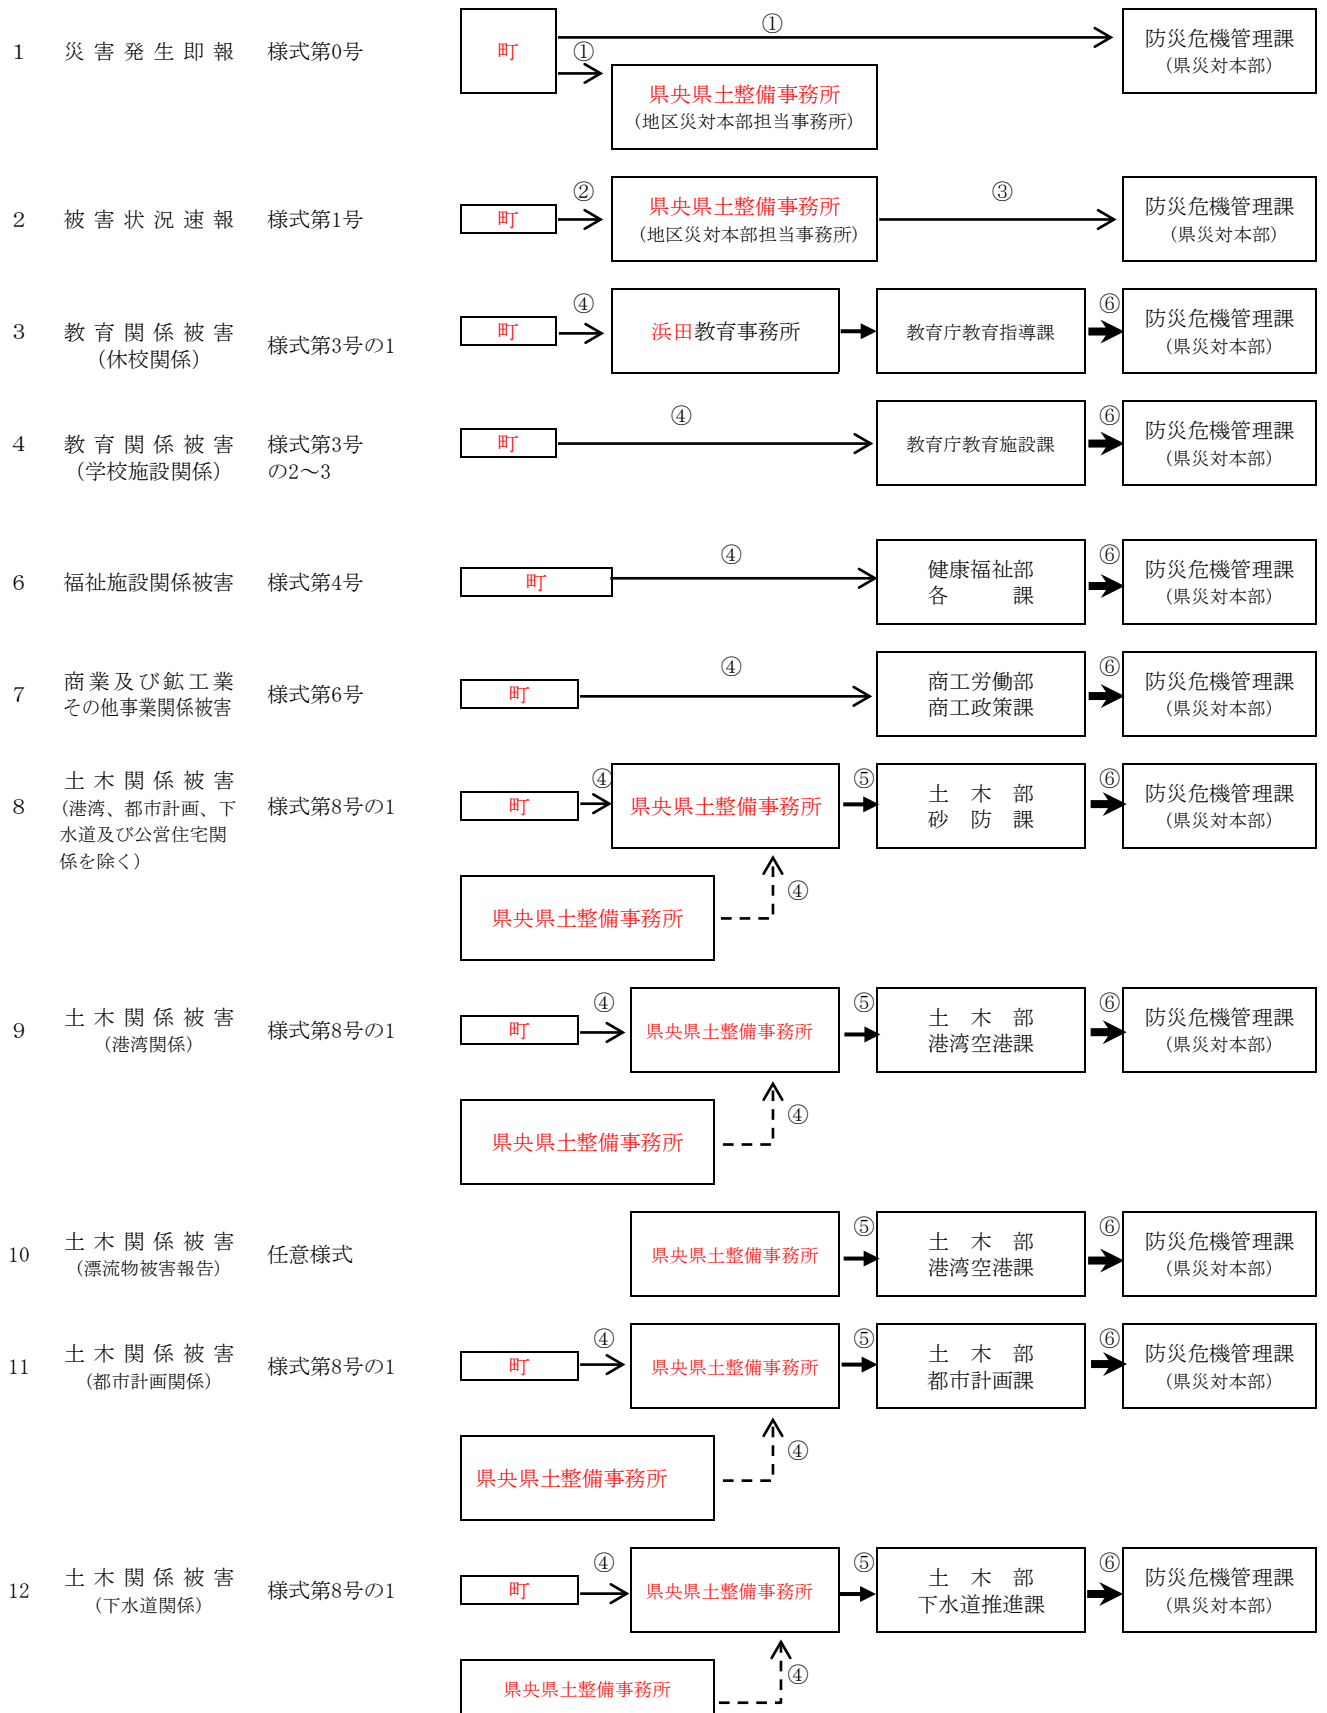 ①
1 災害発生即報 様式第0号 町 ① 防災危機管理課
(県災対本部)
県央県土整備事務所
(地区災対本部担当事務所)
② ③
2 被害状況速報 様式第1号 町 県央県土整備事務所 防災危機管理課
(地区災対本部担当事務所) (県災対本部)
④ ⑥
3 教育関係被害 様式第3号の1 町 浜田教育事務所 教育庁教育指導課 防災危機管理課
(休校関係) (県災対本部)
④ ⑥
4 教育関係被害 様式第3号 町 教育庁教育施設課 防災危機管理課
(学校施設関係) の2～3 (県災対本部)
④ ⑥
6 福祉施設関係被害 様式第4号 町 健康福祉部 防災危機管理課
各課 (県災対本部)
④ ⑥
7 商業及び鉱工業 様式第6号 町 商工労働部 防災危機管理課
その他事業関係被害 商工政策課 (県災対本部)
④ ⑤ ⑥
8 土木関係被害 様式第8号の1 町 県央県土整備事務所 土木部 防災危機管理課
(港湾、都市計画、下 砂防課 (県災対本部)
水道及び公営住宅関
係を除く)
④
県央県土整備事務所
④ ⑤ ⑥
9 土木関係被害 様式第8号の1 町 県央県土整備事務所 土木部 防災危機管理課
(港湾関係) 港湾空港課 (県災対本部)
④
県央県土整備事務所
⑤ ⑥
10 土木関係被害 任意様式 県央県土整備事務所 土木部 防災危機管理課
(漂流物被害報告) 港湾空港課 (県災対本部)
④ ⑤ ⑥
11 土木関係被害 様式第8号の1 町 県央県土整備事務所 土木部 防災危機管理課
(都市計画関係) 都市計画課 (県災対本部)
④
県央県土整備事務所
④ ⑤ ⑥
12 土木関係被害 様式第8号の1 町 県央県土整備事務所 土木部 防災危機管理課
(下水道関係) 下水道推進課 (県災対本部)
④
県央県土整備事務所